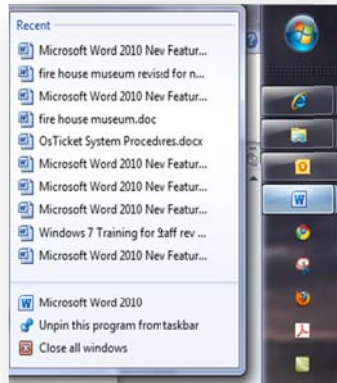 Recent
Microsoft Word 2010 New Featur...
fire house museum revisid for n...
Microsoft Word 2010 New Featur...
fire house museum.doc
OsTicket System Procedires.docx
Microsoft Word 2010 New Featur...
Microsoft Word 2010 New Featur...
Microsoft Word 2010 New Featur...
Windows 7 Training for Staff rev ...
Microsoft Word 2010 New Featur...
Microsoft Word 2010
Unpin this program from taskbar
Close all windows